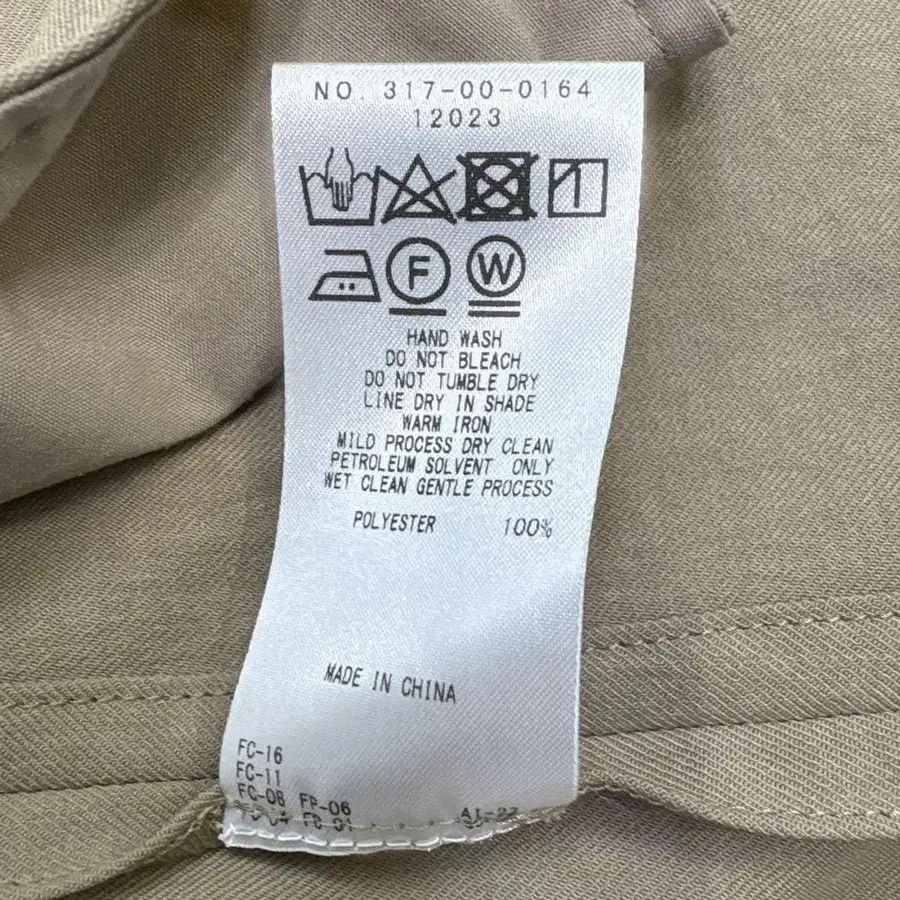 NO. 317-00-0164
12023
F W
HAND WASH
DO NOT BLEACH
DO NOT TUMBLE DRY
LINE DRY IN SHADE
WARM IRON
MILD PROCESS DRY CLEAN
PETROLEUM SOLVENT ONLY
WET CLEAN GENTLE PROCESS
POLYESTER 100%
MADE IN CHINA
FC-16
FC-11
FC-08 FP-06